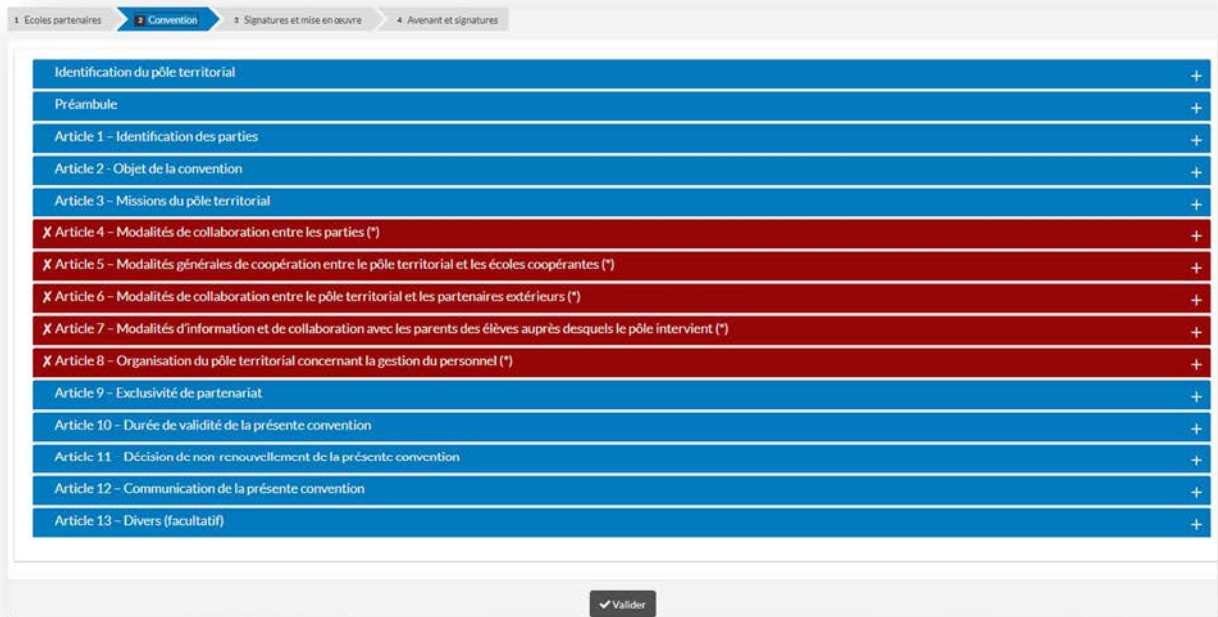 1 Ecoles partenaires 2 Convention 3 Signatures et mise en œuvre 4 Avenant et signatures
Identification du pôle territorial +
Préambule +
Article 1 – Identification des parties +
Article 2 - Objet de la convention +
Article 3 – Missions du pôle territorial +
✗ Article 4 – Modalités de collaboration entre les parties (*) +
✗ Article 5 – Modalités générales de coopération entre le pôle territorial et les écoles coopérantes (*) +
✗ Article 6 – Modalités de collaboration entre le pôle territorial et les partenaires extérieurs (*) +
✗ Article 7 – Modalités d'information et de collaboration avec les parents des élèves auprès desquels le pôle intervient (*) +
✗ Article 8 – Organisation du pôle territorial concernant la gestion du personnel (*) +
Article 9 – Exclusivité de partenariat +
Article 10 – Durée de validité de la présente convention +
Article 11 - Décision de non-renouvellement de la présente convention +
Article 12 – Communication de la présente convention +
Article 13 – Divers (facultatif) +
✔ Valider